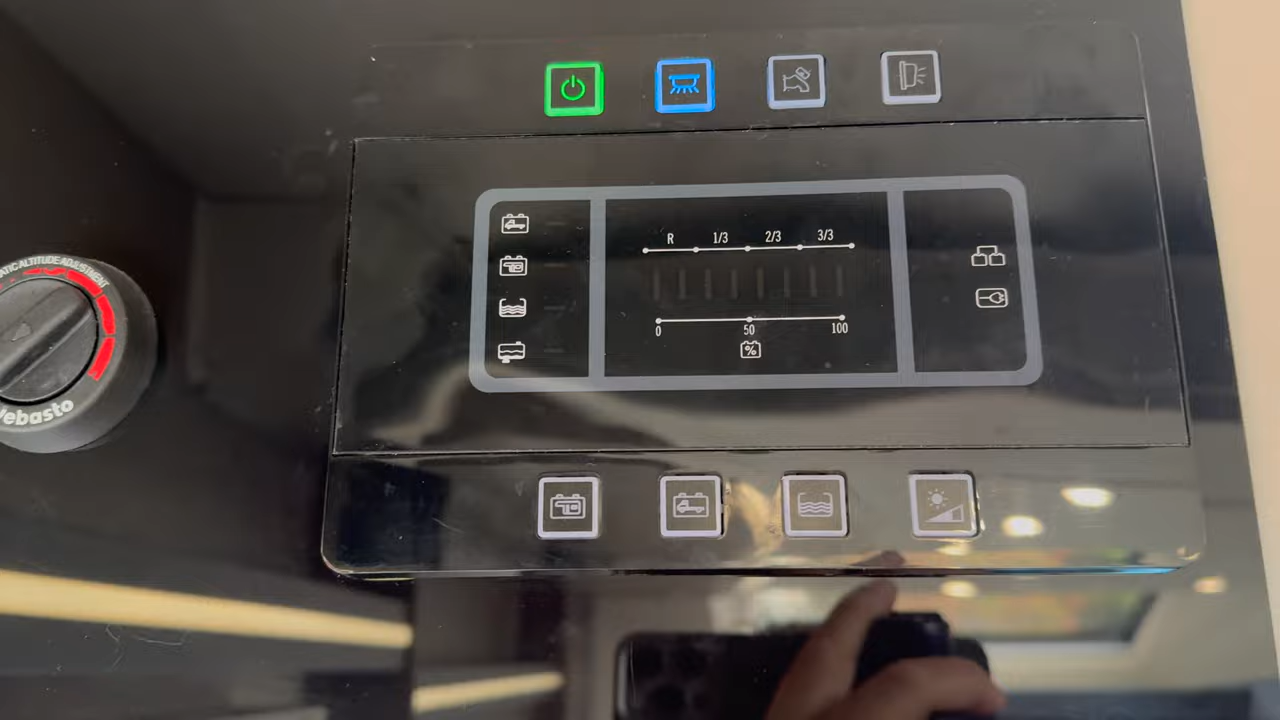 R 1/3 2/3 3/3
0 50 100
%
ATIC ALTITUDE ADJUSTMENT
ebasto